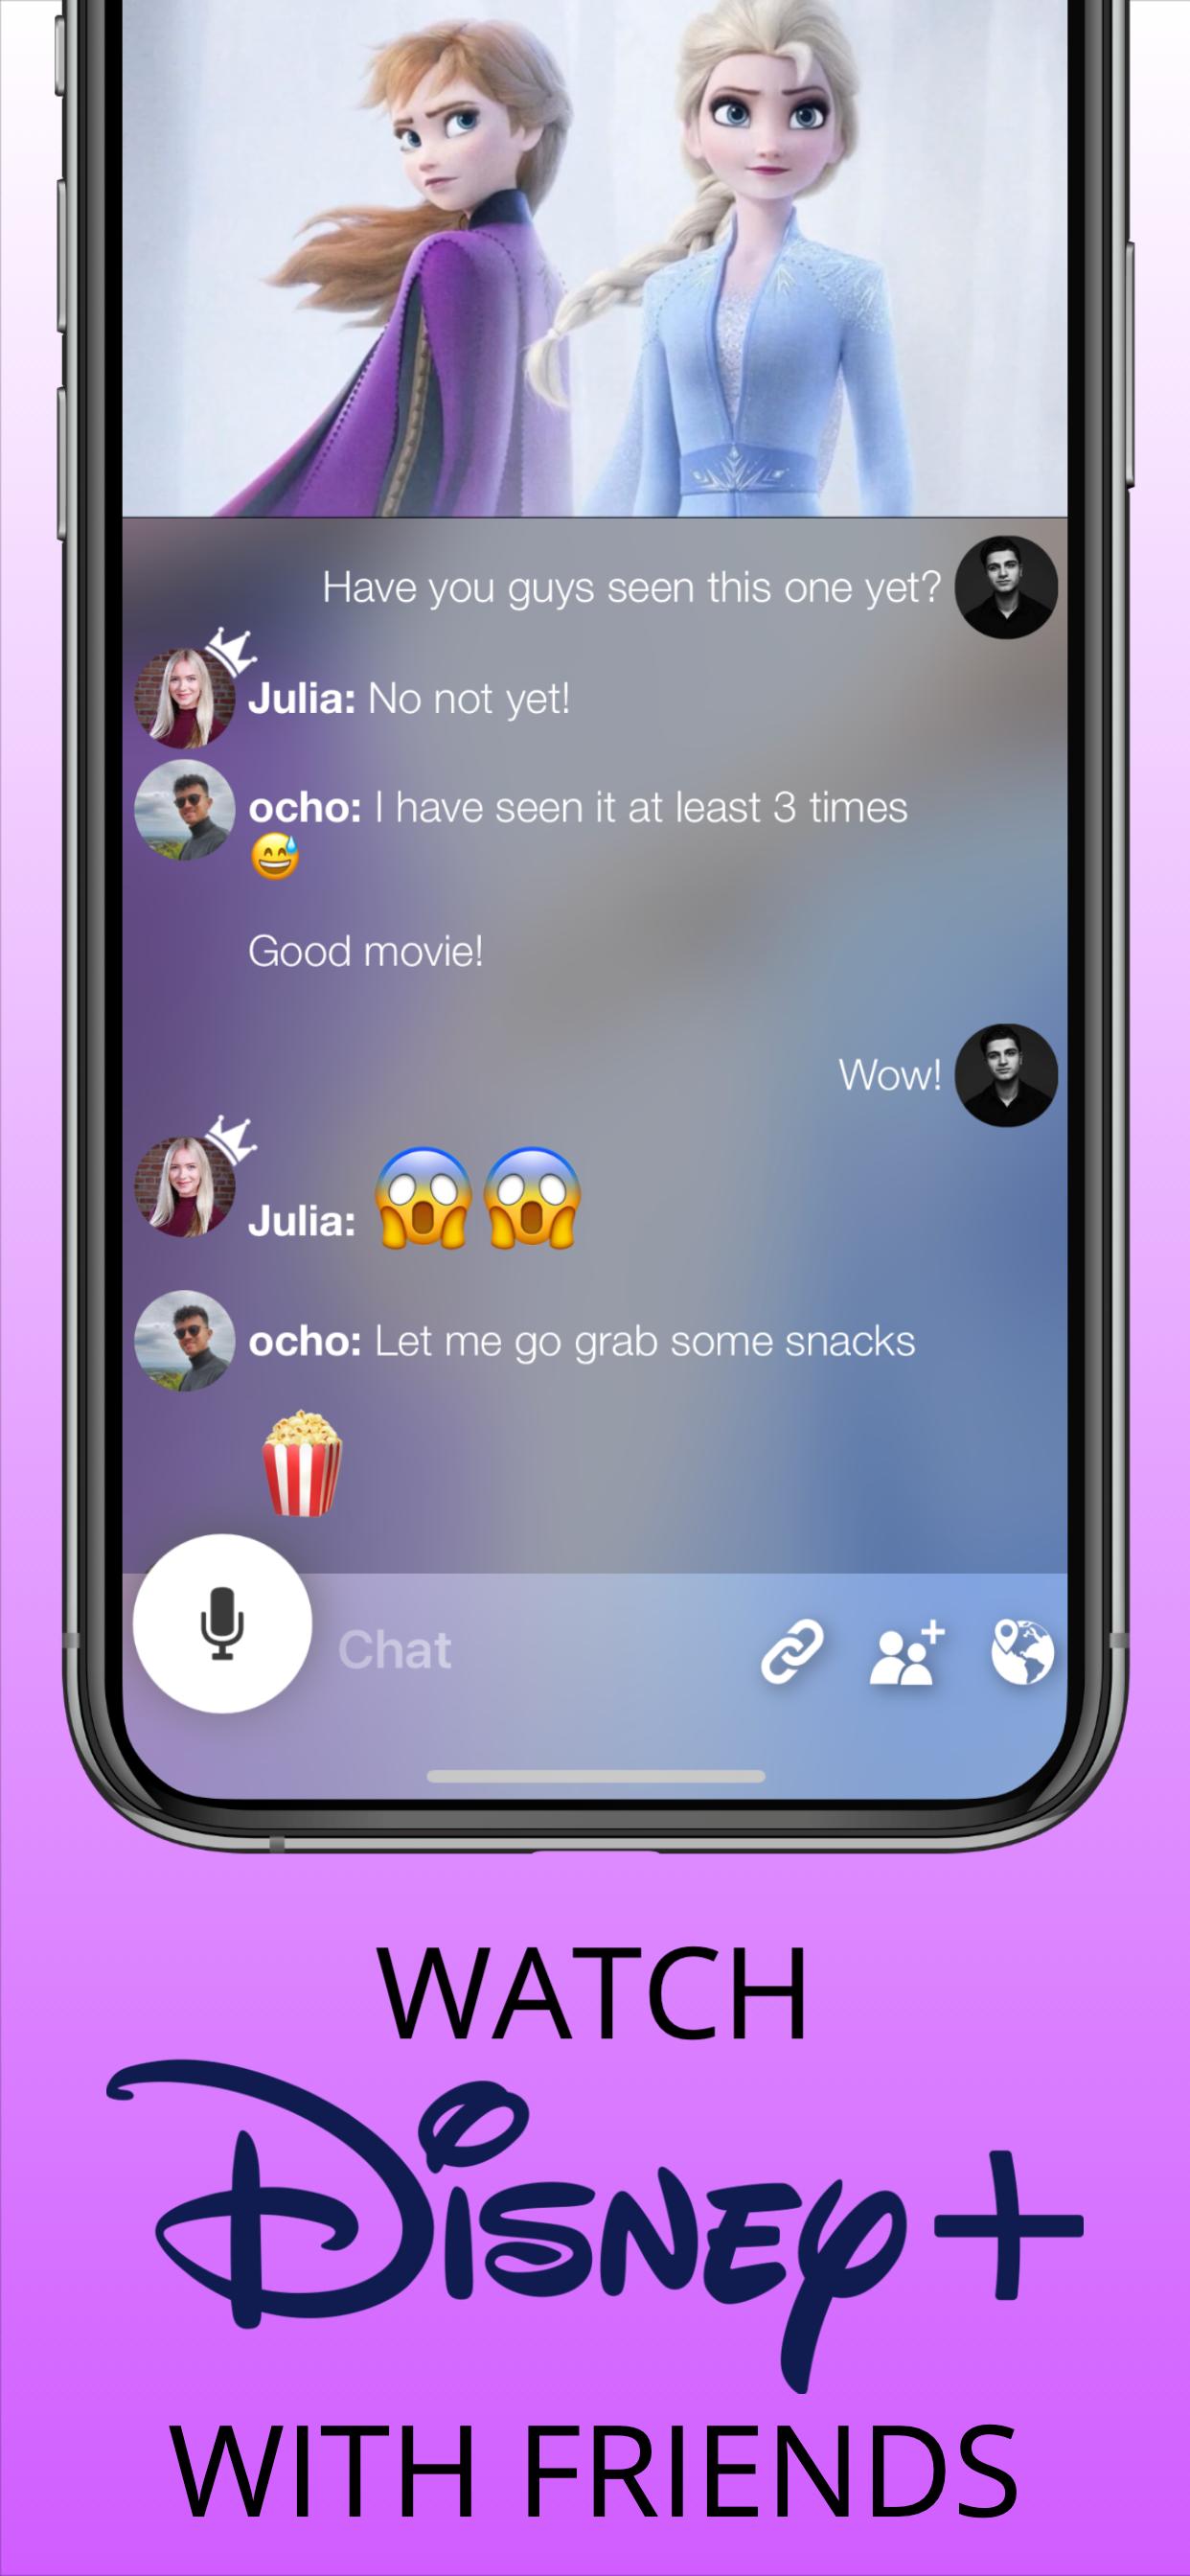 Have you guys seen this one yet?
Julia: No not yet!
ocho: I have seen it at least 3 times
😅
Good movie!
Wow!
Julia: 😱😱
ocho: Let me go grab some snacks
🍿
Chat
WATCH
Disney+
WITH FRIENDS